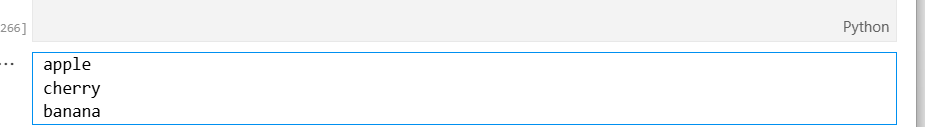 266]
Python
...
apple
cherry
banana